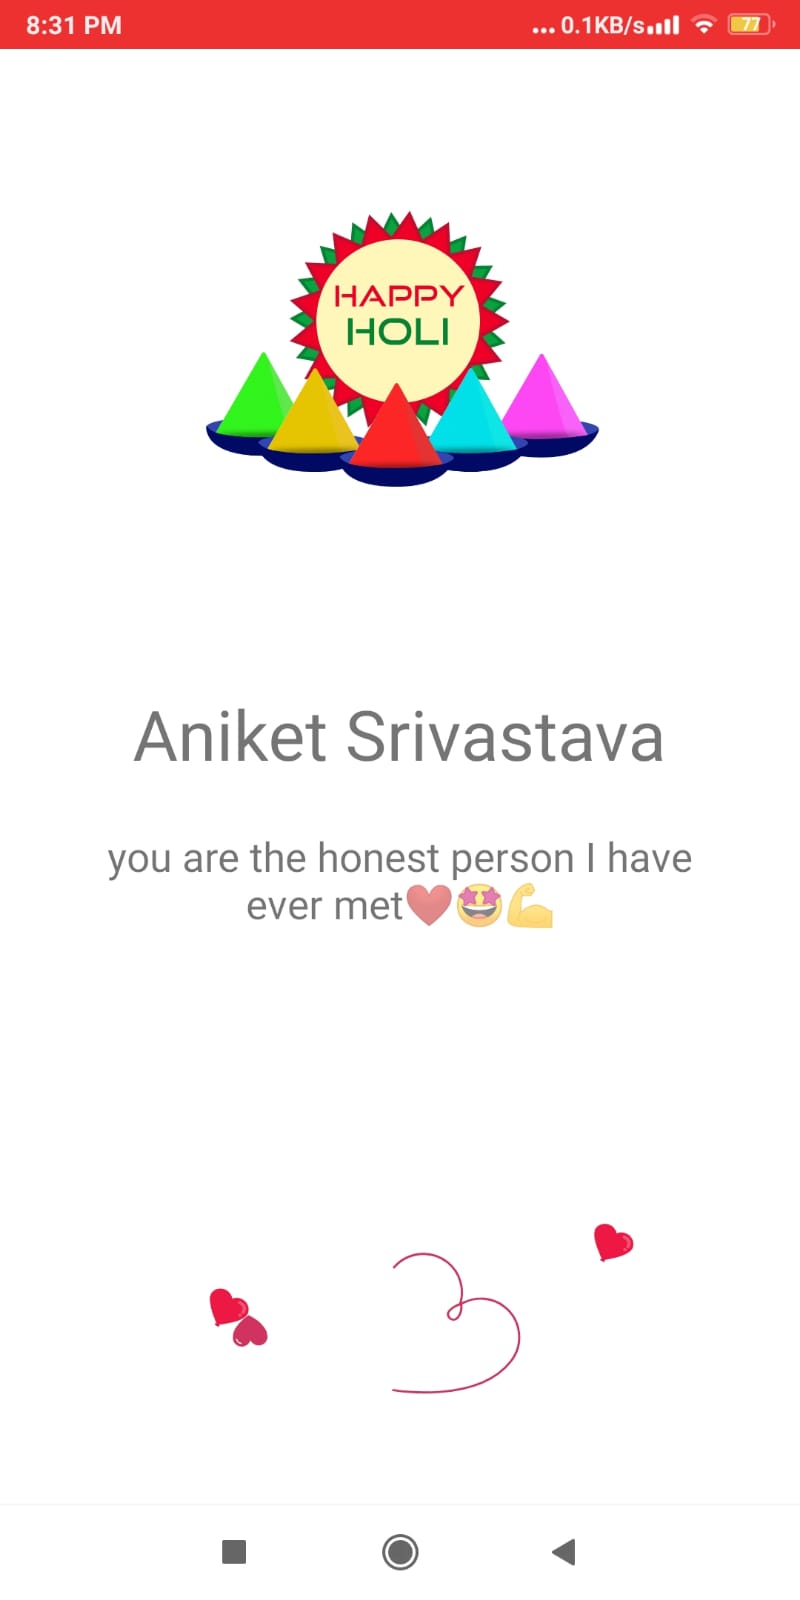 8:31 PM ... 0.1KB/s 77
HAPPY
HOLI
Aniket Srivastava
you are the honest person I have
ever met❤️🤩💪